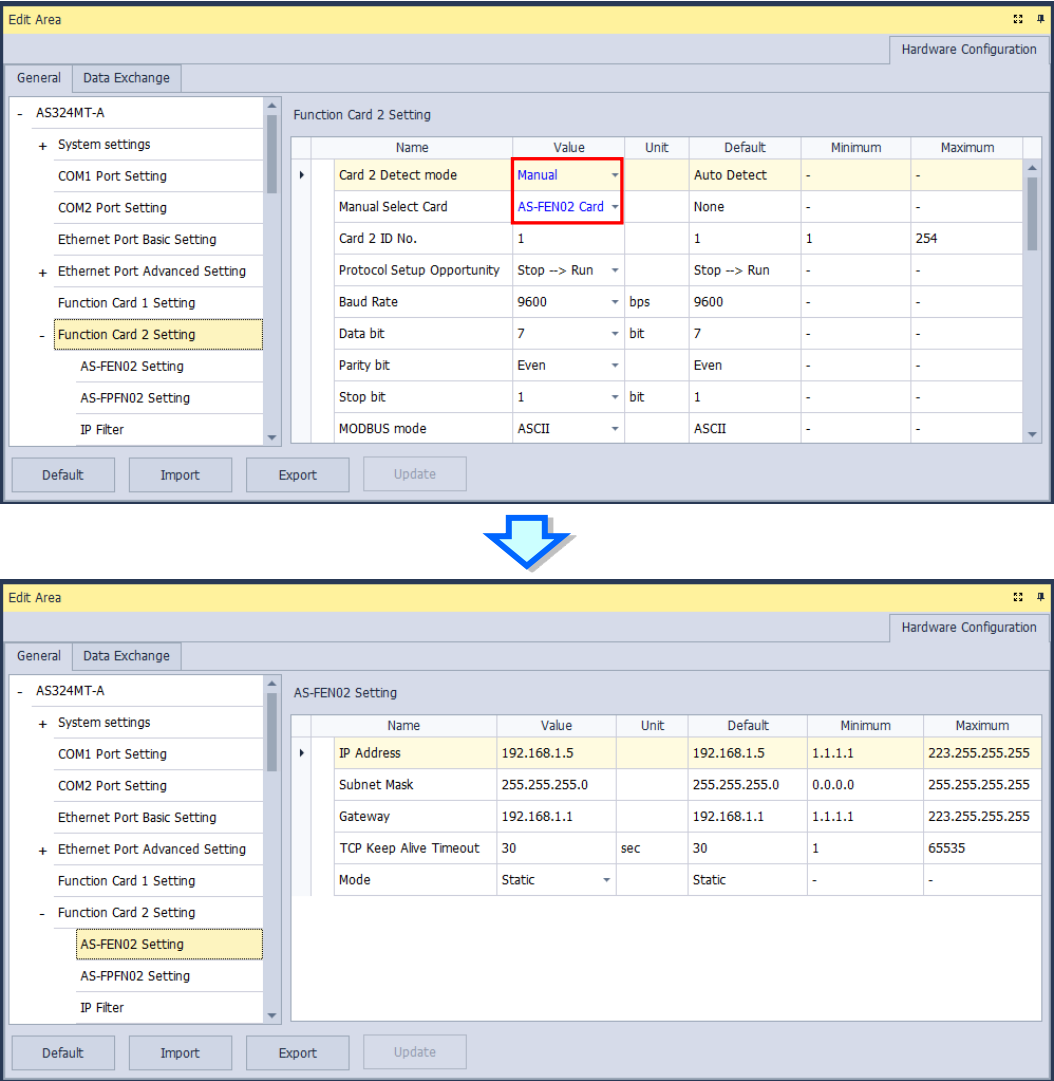 Edit Area
Hardware Configuration
General Data Exchange
- AS324MT-A
+ System settings
COM1 Port Setting
COM2 Port Setting
Ethernet Port Basic Setting
+ Ethernet Port Advanced Setting
Function Card 1 Setting
- Function Card 2 Setting
AS-FEN02 Setting
AS-FPFN02 Setting
IP Filter
Function Card 2 Setting
Name Value Unit Default Minimum Maximum
Card 2 Detect mode Manual Auto Detect - -
Manual Select Card AS-FEN02 Card None - -
Card 2 ID No. 1 1 1 254
Protocol Setup Opportunity Stop --> Run Stop --> Run - -
Baud Rate 9600 bps 9600 - -
Data bit 7 bit 7 - -
Parity bit Even Even - -
Stop bit 1 bit 1 - -
MODBUS mode ASCII ASCII - -
Default Import Export Update
Edit Area
Hardware Configuration
General Data Exchange
- AS324MT-A
+ System settings
COM1 Port Setting
COM2 Port Setting
Ethernet Port Basic Setting
+ Ethernet Port Advanced Setting
Function Card 1 Setting
- Function Card 2 Setting
AS-FEN02 Setting
AS-FPFN02 Setting
IP Filter
AS-FEN02 Setting
Name Value Unit Default Minimum Maximum
IP Address 192.168.1.5 192.168.1.5 1.1.1.1 223.255.255.255
Subnet Mask 255.255.255.0 255.255.255.0 0.0.0.0 255.255.255.255
Gateway 192.168.1.1 192.168.1.1 1.1.1.1 223.255.255.255
TCP Keep Alive Timeout 30 sec 30 1 65535
Mode Static Static - -
Default Import Export Update